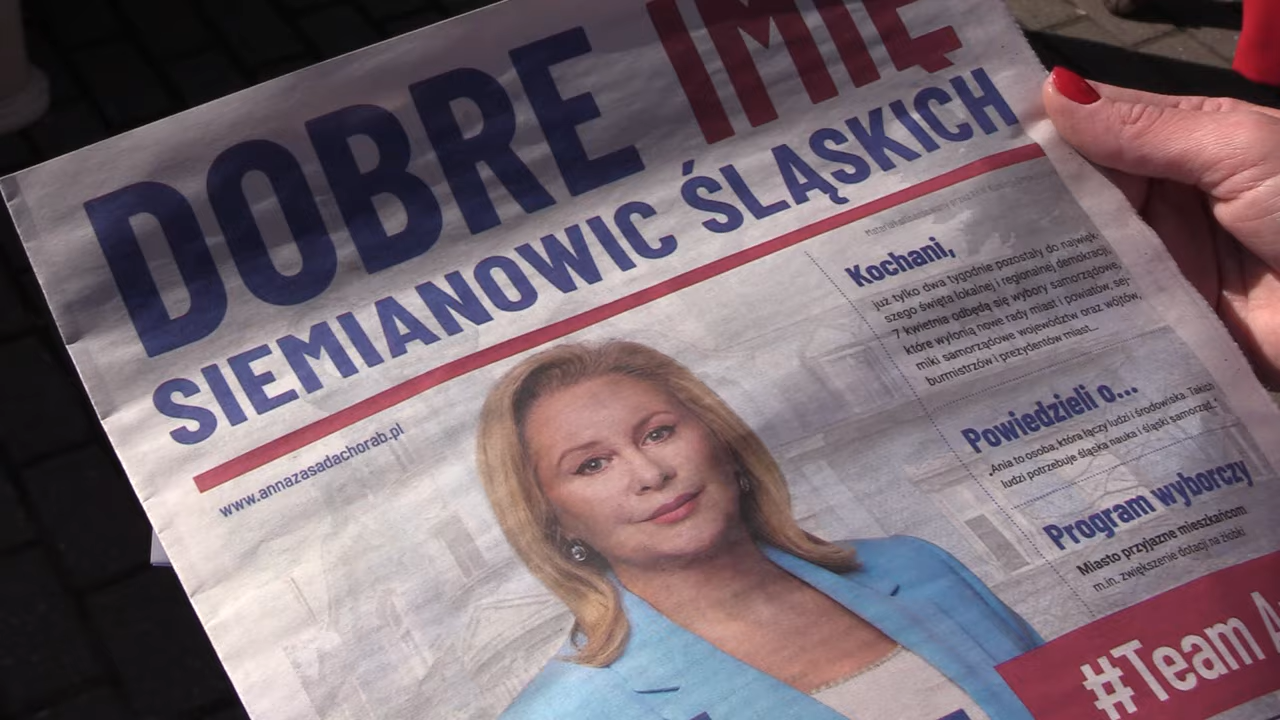 DOBRE IMIĘ
SIEMIANOWIC ŚLĄSKICH
www.annazasadachorab.pl
Kochani,
już tylko dwa tygodnie pozostały do najwięk-
szego święta lokalnej i regionalnej demokracji.
7 kwietnia odbędą się wybory samorządowe,
które wyłonią nowe rady miast i powiatów, sej-
miki samorządowe województw oraz wójtów,
burmistrzów i prezydentów miast...
Powiedzieli o...
„Ania to osoba, która łączy ludzi i środowiska. Takich
ludzi potrzebuje śląska nauka i śląski samorząd."
Program wyborczy
Miasto przyjazne mieszkańcom
m.in. zwiększenie dotacji na żłobki
#Team A